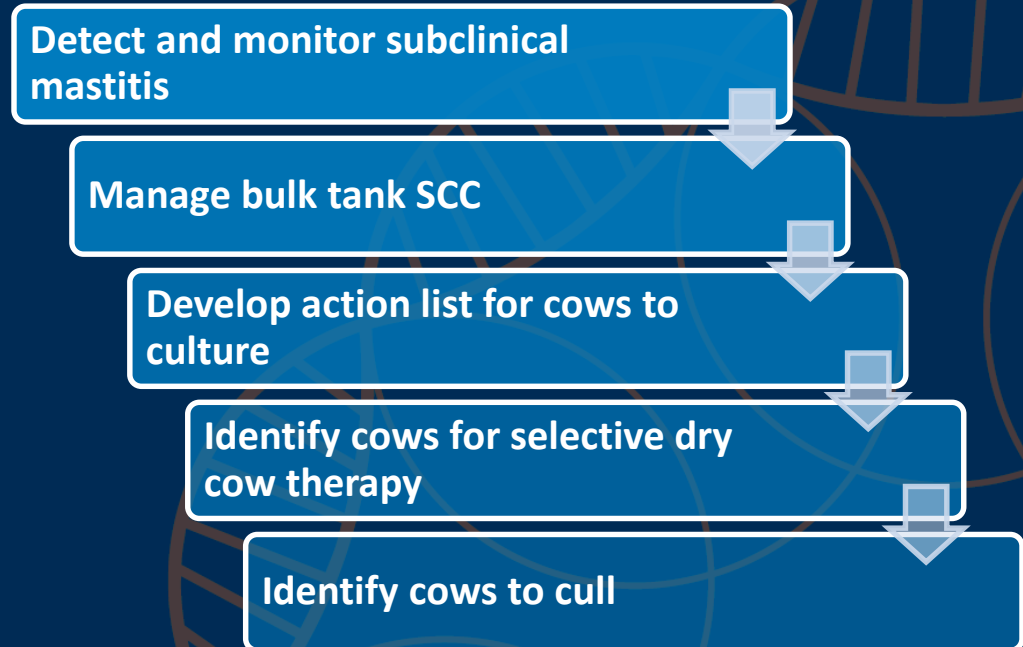 Detect and monitor subclinical
mastitis
Manage bulk tank SCC
Develop action list for cows to
culture
Identify cows for selective dry
cow therapy
Identify cows to cull